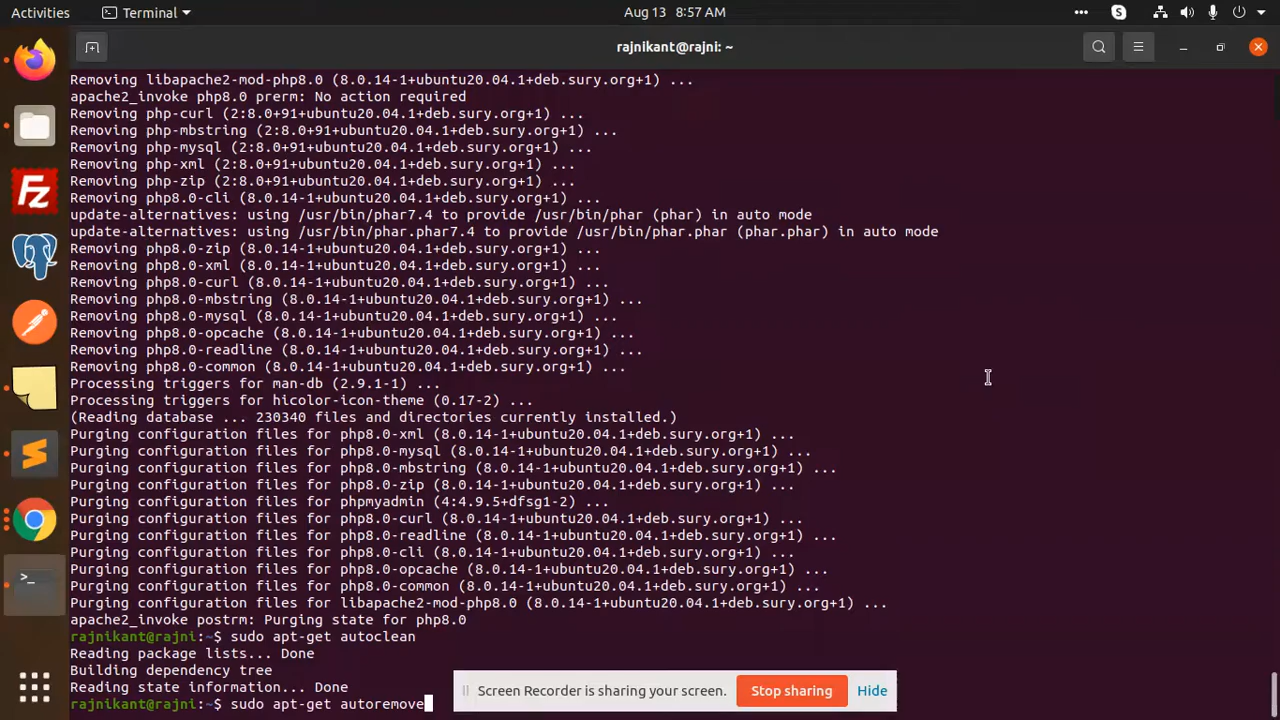 Activities
Terminal
Aug 13 8:57 AM
rajnikant@rajni: ~
Removing libapache2-mod-php8.0 (8.0.14-1+ubuntu20.04.1+deb.sury.org+1) ...
apache2_invoke php8.0 prerm: No action required
Removing php-curl (2:8.0+91+ubuntu20.04.1+deb.sury.org+1) ...
Removing php-mbstring (2:8.0+91+ubuntu20.04.1+deb.sury.org+1) ...
Removing php-mysql (2:8.0+91+ubuntu20.04.1+deb.sury.org+1) ...
Removing php-xml (2:8.0+91+ubuntu20.04.1+deb.sury.org+1) ...
Removing php-zip (2:8.0+91+ubuntu20.04.1+deb.sury.org+1) ...
Removing php8.0-cli (8.0.14-1+ubuntu20.04.1+deb.sury.org+1) ...
update-alternatives: using /usr/bin/phar7.4 to provide /usr/bin/phar (phar) in auto mode
update-alternatives: using /usr/bin/phar.phar7.4 to provide /usr/bin/phar.phar (phar.phar) in auto mode
Removing php8.0-zip (8.0.14-1+ubuntu20.04.1+deb.sury.org+1) ...
Removing php8.0-xml (8.0.14-1+ubuntu20.04.1+deb.sury.org+1) ...
Removing php8.0-curl (8.0.14-1+ubuntu20.04.1+deb.sury.org+1) ...
Removing php8.0-mbstring (8.0.14-1+ubuntu20.04.1+deb.sury.org+1) ...
Removing php8.0-mysql (8.0.14-1+ubuntu20.04.1+deb.sury.org+1) ...
Removing php8.0-opcache (8.0.14-1+ubuntu20.04.1+deb.sury.org+1) ...
Removing php8.0-readline (8.0.14-1+ubuntu20.04.1+deb.sury.org+1) ...
Removing php8.0-common (8.0.14-1+ubuntu20.04.1+deb.sury.org+1) ...
Processing triggers for man-db (2.9.1-1) ...
Processing triggers for hicolor-icon-theme (0.17-2) ...
(Reading database ... 230340 files and directories currently installed.)
Purging configuration files for php8.0-xml (8.0.14-1+ubuntu20.04.1+deb.sury.org+1) ...
Purging configuration files for php8.0-mysql (8.0.14-1+ubuntu20.04.1+deb.sury.org+1) ...
Purging configuration files for php8.0-mbstring (8.0.14-1+ubuntu20.04.1+deb.sury.org+1) ...
Purging configuration files for php8.0-zip (8.0.14-1+ubuntu20.04.1+deb.sury.org+1) ...
Purging configuration files for phpmyadmin (4:4.9.5+dfsg1-2) ...
Purging configuration files for php8.0-curl (8.0.14-1+ubuntu20.04.1+deb.sury.org+1) ...
Purging configuration files for php8.0-readline (8.0.14-1+ubuntu20.04.1+deb.sury.org+1) ...
Purging configuration files for php8.0-cli (8.0.14-1+ubuntu20.04.1+deb.sury.org+1) ...
Purging configuration files for php8.0-opcache (8.0.14-1+ubuntu20.04.1+deb.sury.org+1) ...
Purging configuration files for php8.0-common (8.0.14-1+ubuntu20.04.1+deb.sury.org+1) ...
Purging configuration files for libapache2-mod-php8.0 (8.0.14-1+ubuntu20.04.1+deb.sury.org+1) ...
apache2_invoke postrm: Purging state for php8.0
rajnikant@rajni:~$ sudo apt-get autoclean
Reading package lists... Done
Building dependency tree
Reading state information... Done
rajnikant@rajni:~$ sudo apt-get autoremove
Screen Recorder is sharing your screen.
Stop sharing
Hide